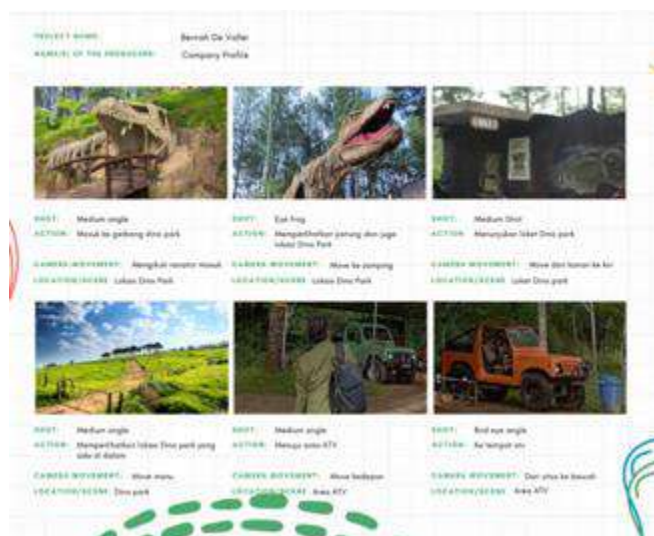 PROJECT NAME: Bernah De Vallei
NAME(S) OF THE PRODUCERS: Company Profile
SHOT: Medium angle
ACTION: Masuk ke gerbang dino park
CAMERA MOVEMENT: Mengikuti narator masuk
LOCATION/SCENE Lokasi Dino Park
SHOT: Eye Frog
ACTION: Memperlihatkan patung dan juga
lokasi Dino Park
CAMERA MOVEMENT: Move ke samping
LOCATION/SCENE: Lokasi Dino Park
SHOT: Medium Shot
ACTION: Menunjukan loket Dino park
CAMERA MOVEMENT: Move dari kanan ke kiri
LOCATION/SCENE: Loket Dino park
SHOT: Medium angle
ACTION: Memperlihatkan lokasi Dino park yang
ada di dalam
CAMERA MOVEMENT: Move maju
LOCATION/SCENE: Dino park
SHOT: Medium angle
ACTION: Menuju area ATV
CAMERA MOVEMENT: Move kedepan
LOCATION/SCENE Area ATV
SHOT: Bird eye angle
ACTION: Ke tempat atv
CAMERA MOVEMENT: Dari atas ke bawah
LOCATION/SCENE Area ATV